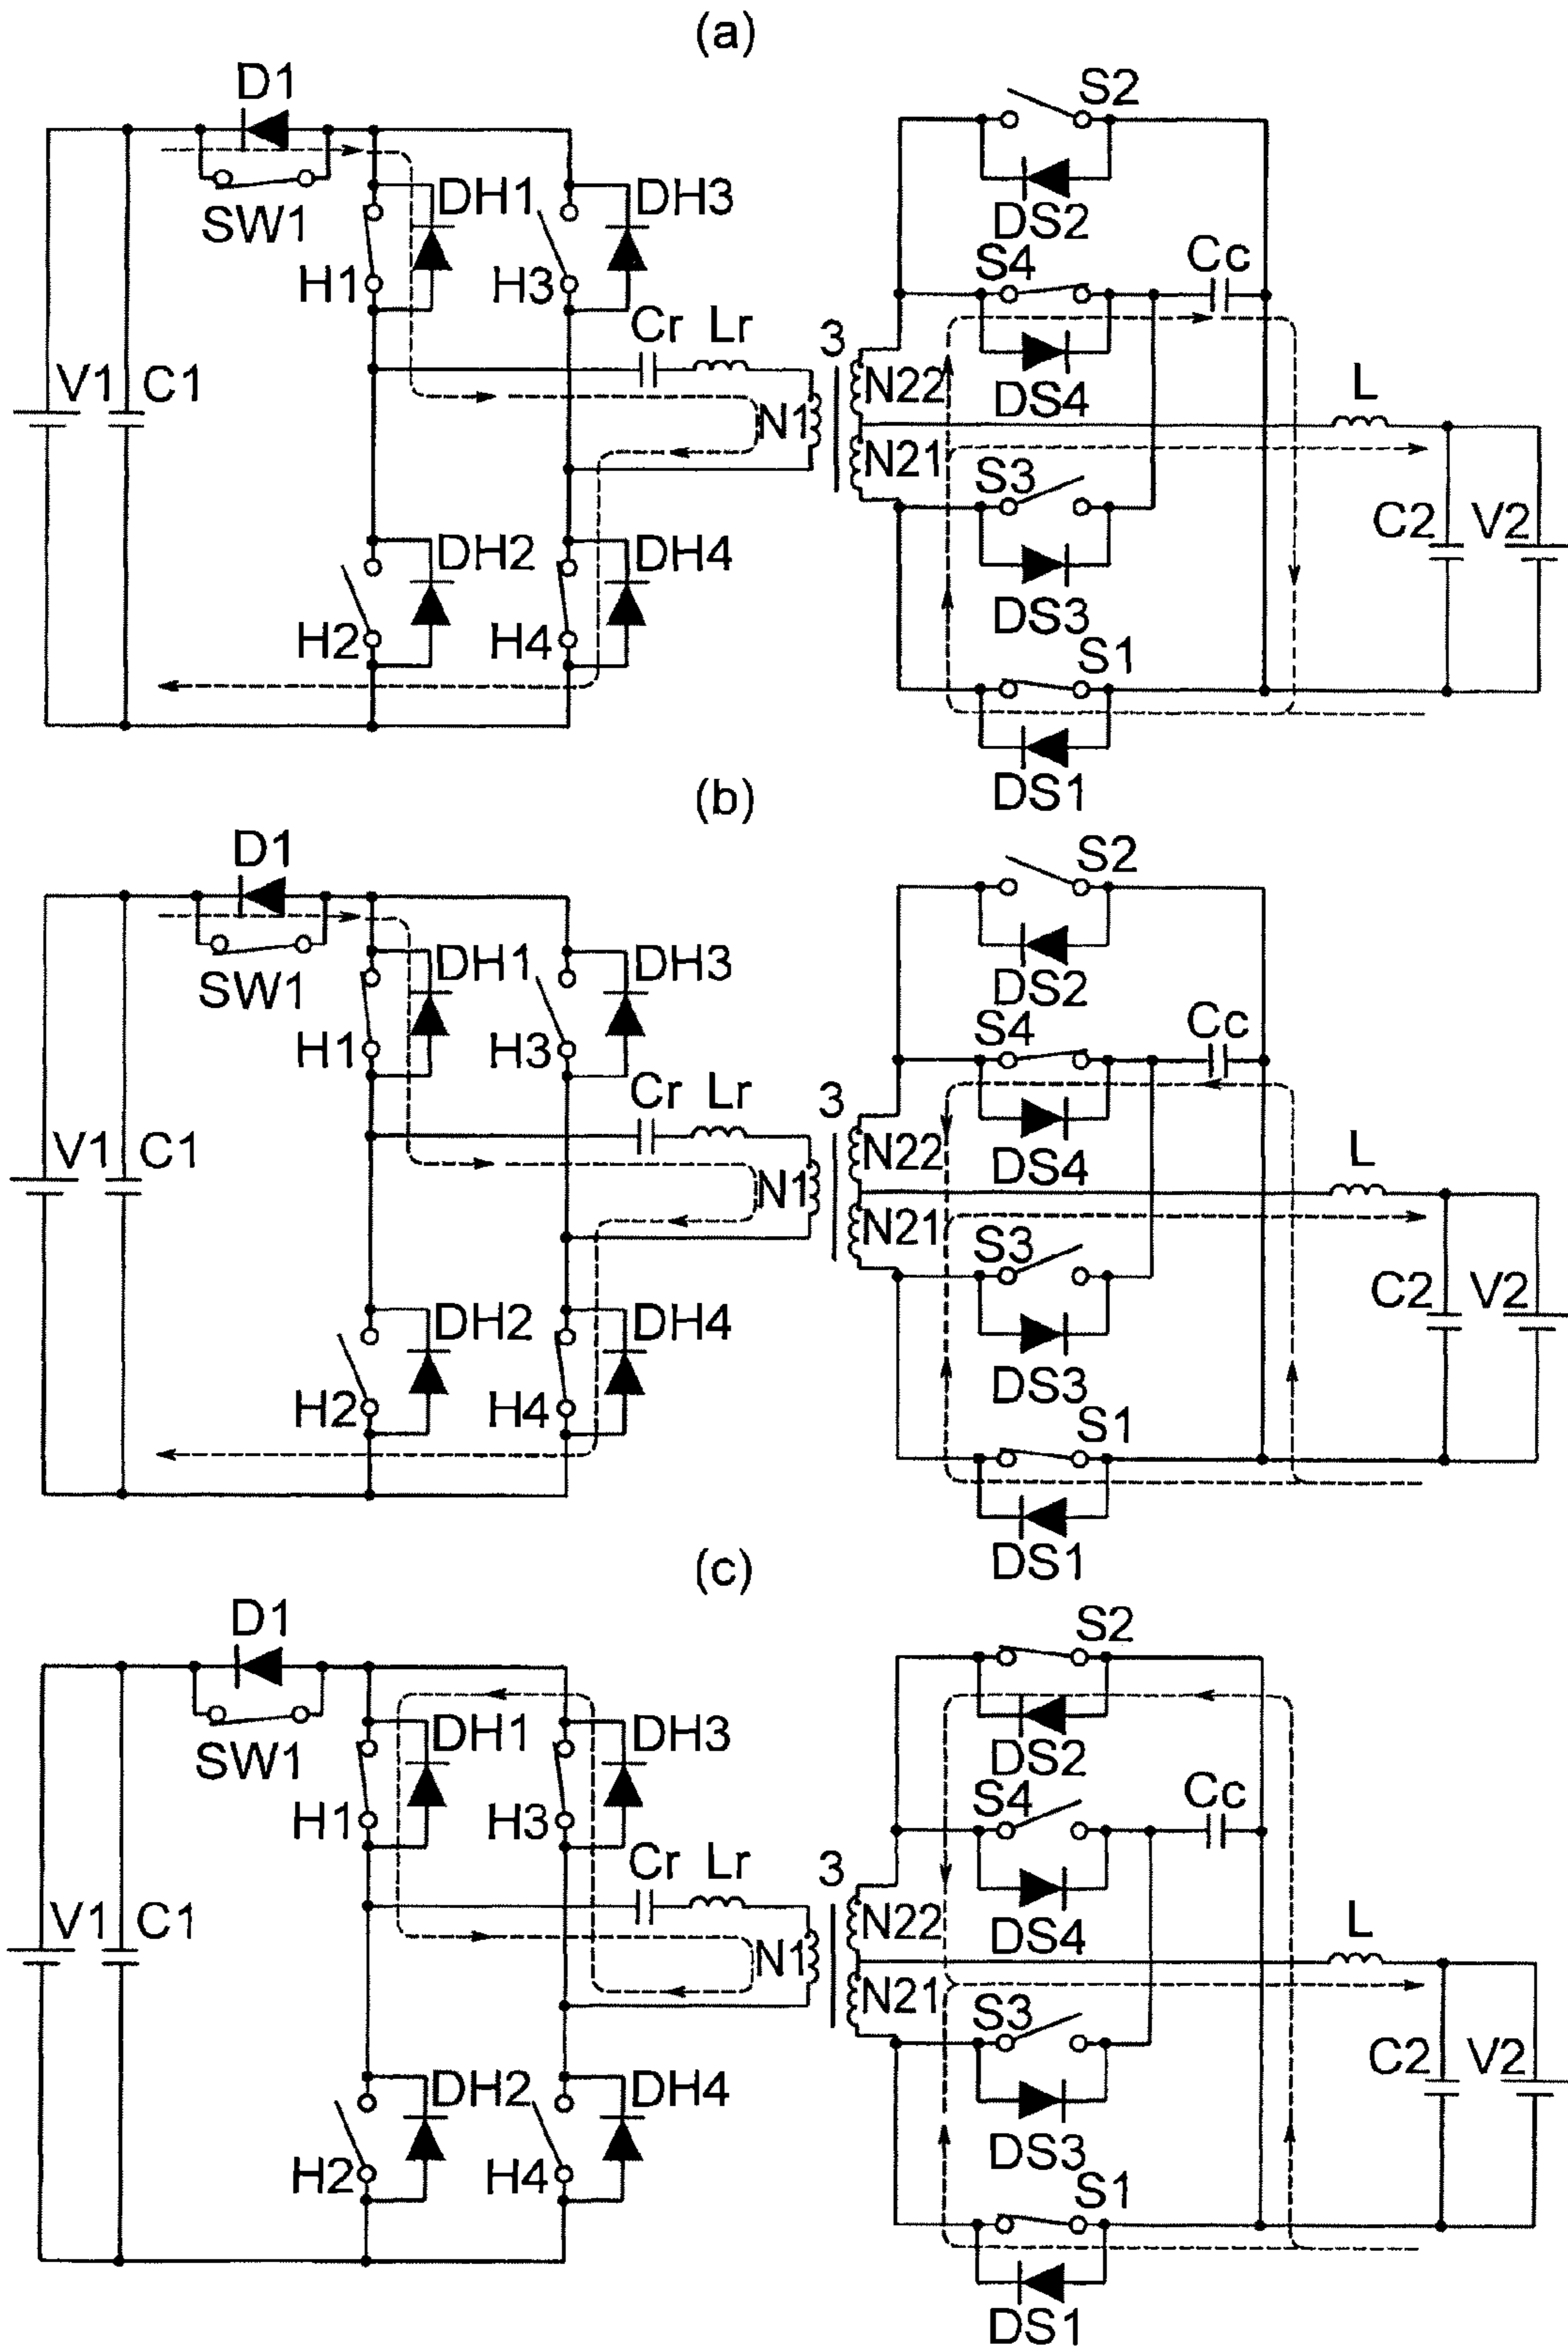 (a)
D1
S2
SW1
DH1
DH3
DS2
H1
H3
S4
Cc
Cr
Lr
3
V1
C1
N22
DS4
L
N1
N21
S3
C2
V2
DH2
DH4
DS3
H2
H4
S1
DS1
(b)
D1
S2
SW1
DH1
DH3
DS2
H1
H3
S4
Cc
Cr
Lr
3
V1
C1
N22
DS4
L
N1
N21
S3
C2
V2
DH2
DH4
DS3
H2
H4
S1
DS1
(c)
D1
S2
SW1
DH1
DH3
DS2
H1
H3
S4
Cc
Cr
Lr
3
V1
C1
N22
DS4
L
N1
N21
S3
C2
V2
DH2
DH4
DS3
H2
H4
S1
DS1